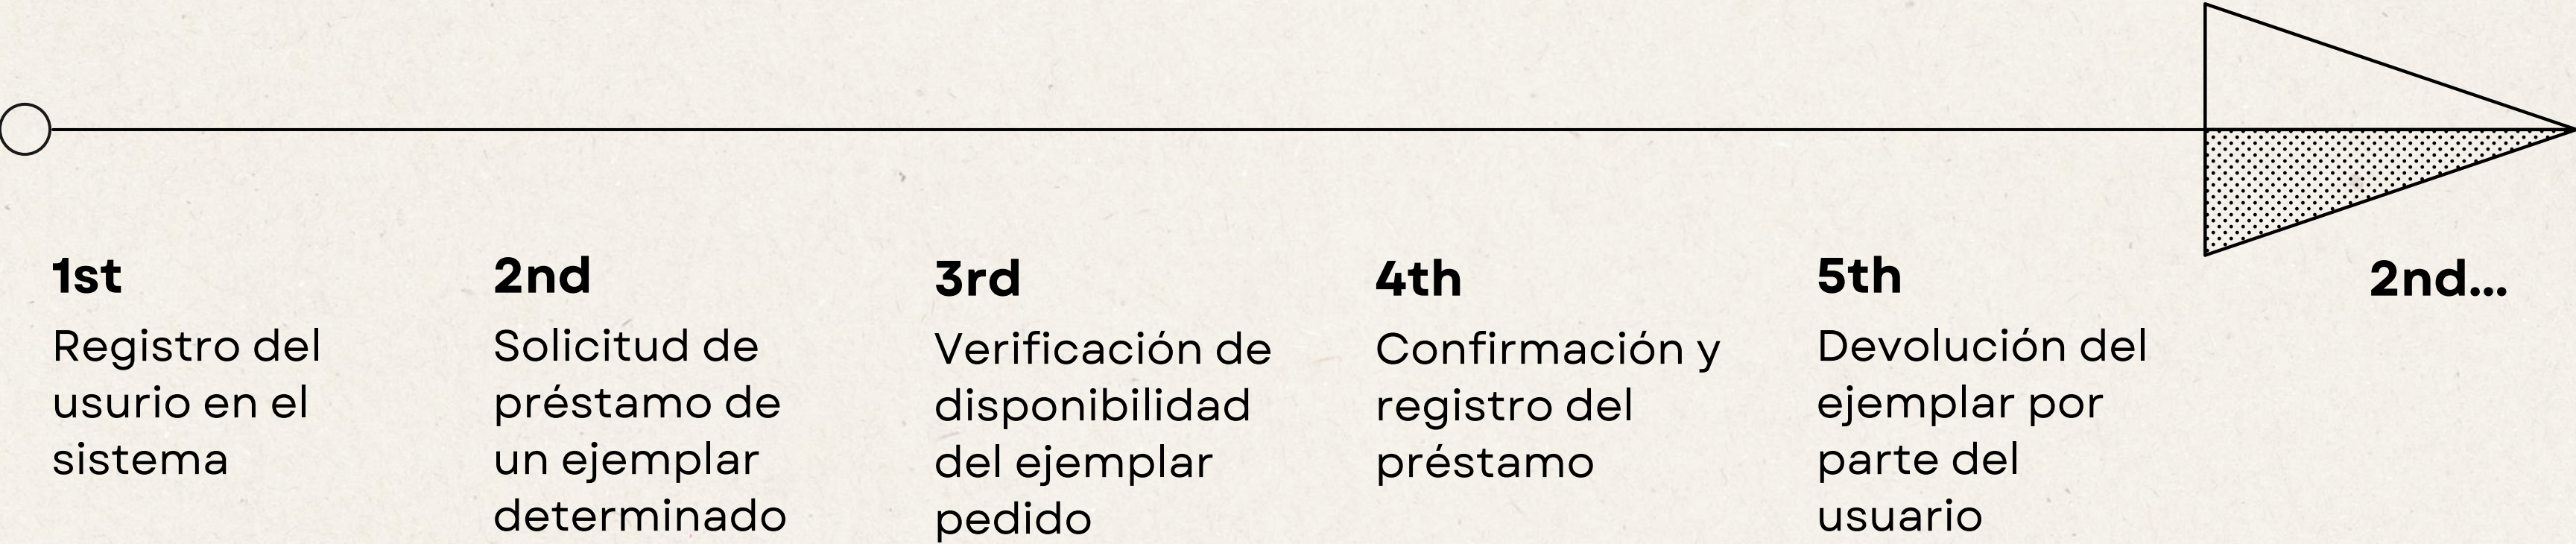 1st
Registro del
usurio en el
sistema
2nd
Solicitud de
préstamo de
un ejemplar
determinado
3rd
Verificación de
disponibilidad
del ejemplar
pedido
4th
Confirmación y
registro del
préstamo
5th
Devolución del
ejemplar por
parte del
usuario
2nd...